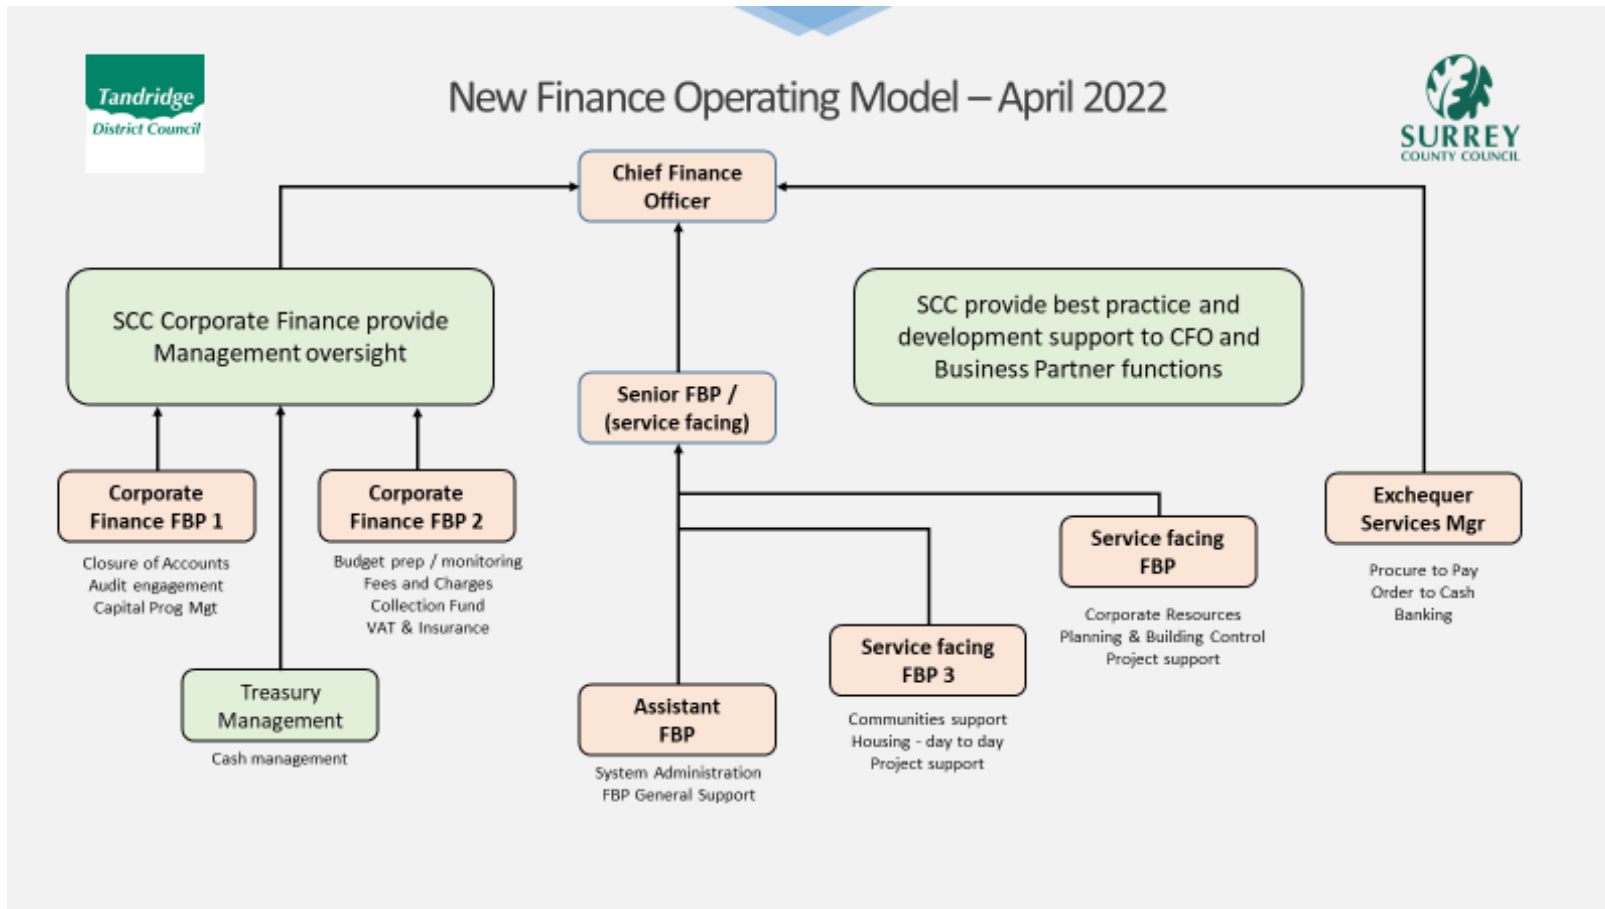 Tandridge
District Council
New Finance Operating Model – April 2022
SURREY
COUNTY COUNCIL
Chief Finance
Officer
SCC Corporate Finance provide
Management oversight
SCC provide best practice and
development support to CFO and
Business Partner functions
Senior FBP /
(service facing)
Corporate
Finance FBP 1
Closure of Accounts
Audit engagement
Capital Prog Mgt
Corporate
Finance FBP 2
Budget prep / monitoring
Fees and Charges
Collection Fund
VAT & Insurance
Exchequer
Services Mgr
Procure to Pay
Order to Cash
Banking
Service facing
FBP
Corporate Resources
Planning & Building Control
Project support
Service facing
FBP 3
Communities support
Housing - day to day
Project support
Treasury
Management
Cash management
Assistant
FBP
System Administration
FBP General Support